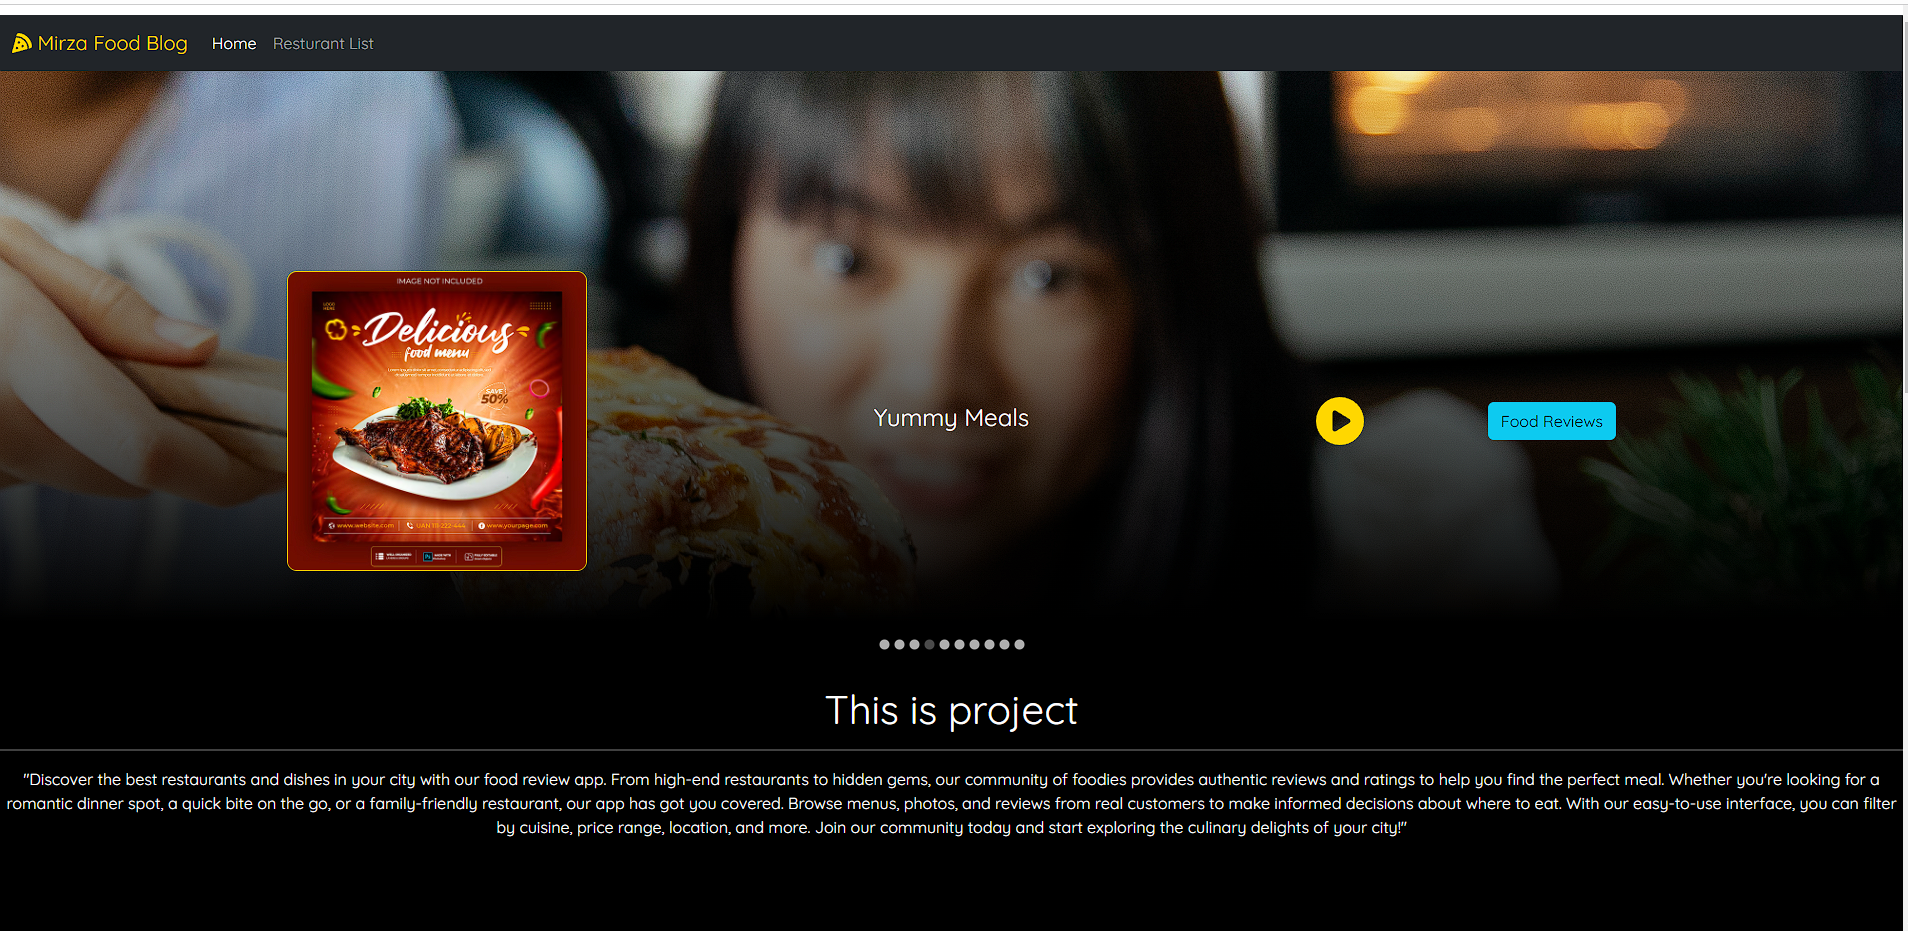 Mirza Food Blog Home Resturant List
IMAGE NOT INCLUDED
Delicious
food menu
SAVE
50%
www.website.com UAN 111-222-444 www.yourpage.com
Yummy Meals
Food Reviews
This is project
"Discover the best restaurants and dishes in your city with our food review app. From high-end restaurants to hidden gems, our community of foodies provides authentic reviews and ratings to help you find the perfect meal. Whether you're looking for a
romantic dinner spot, a quick bite on the go, or a family-friendly restaurant, our app has got you covered. Browse menus, photos, and reviews from real customers to make informed decisions about where to eat. With our easy-to-use interface, you can filter
by cuisine, price range, location, and more. Join our community today and start exploring the culinary delights of your city!"